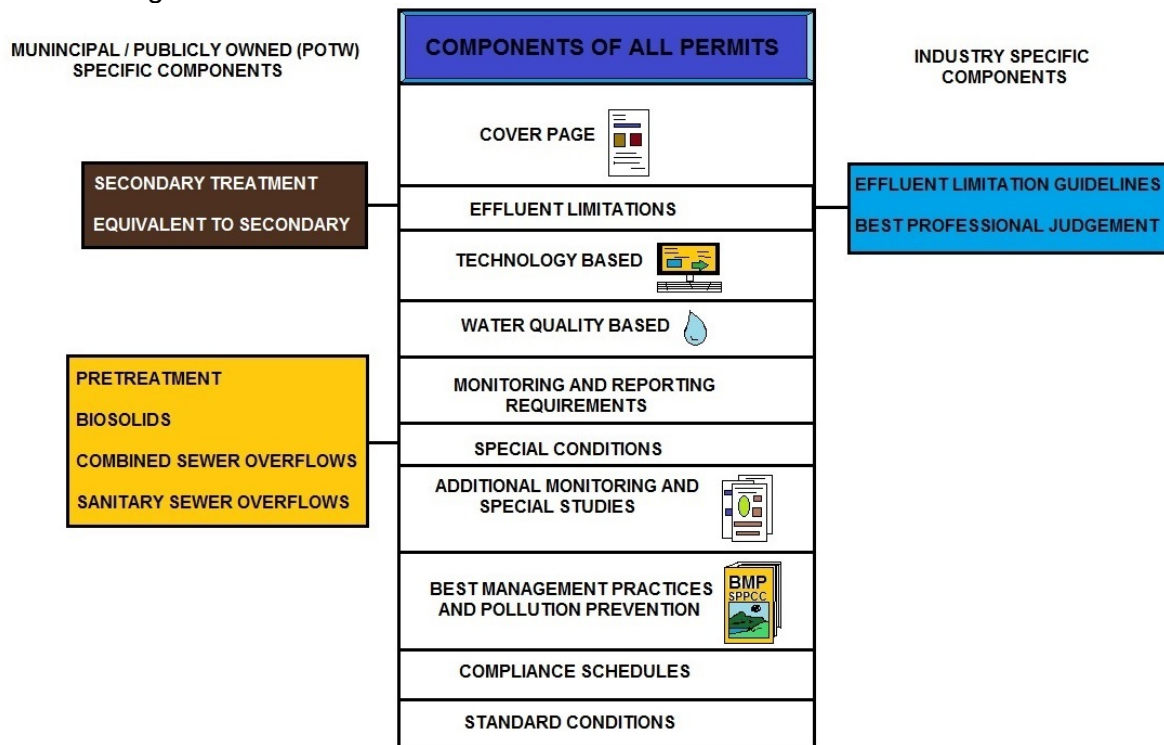 MUNINCIPAL / PUBLICLY OWNED (POTW)
SPECIFIC COMPONENTS
COMPONENTS OF ALL PERMITS
INDUSTRY SPECIFIC
COMPONENTS
COVER PAGE
SECONDARY TREATMENT
EQUIVALENT TO SECONDARY
EFFLUENT LIMITATIONS
EFFLUENT LIMITATION GUIDELINES
BEST PROFESSIONAL JUDGEMENT
TECHNOLOGY BASED
WATER QUALITY BASED
MONITORING AND REPORTING
REQUIREMENTS
PRETREATMENT
BIOSOLIDS
COMBINED SEWER OVERFLOWS
SANITARY SEWER OVERFLOWS
SPECIAL CONDITIONS
ADDITIONAL MONITORING AND
SPECIAL STUDIES
BEST MANAGEMENT PRACTICES
AND POLLUTION PREVENTION
BMP
SPPCC
COMPLIANCE SCHEDULES
STANDARD CONDITIONS